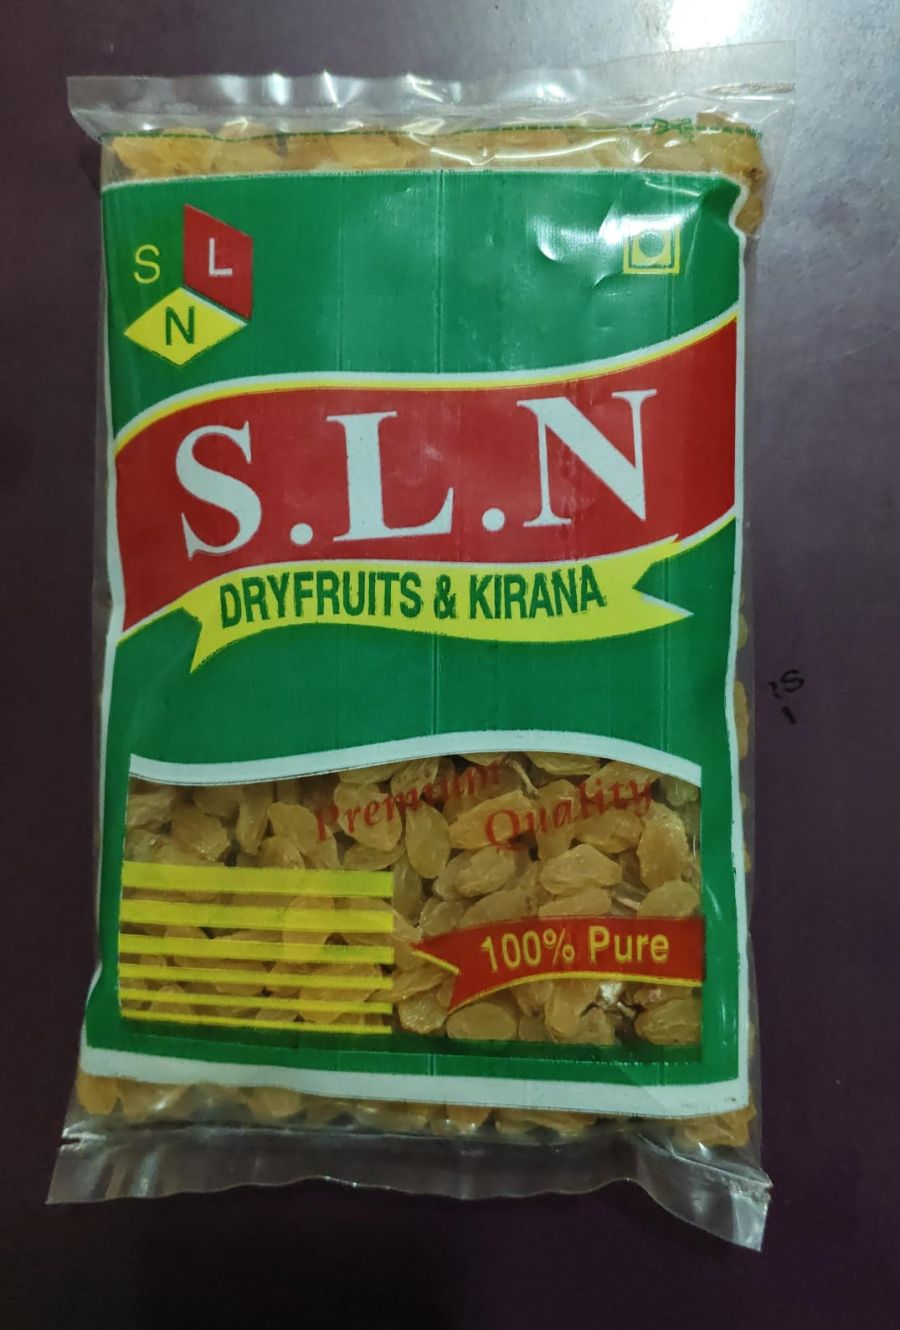 S L
N
S.L.N
DRYFRUITS & KIRANA
Premium Quality
100% Pure